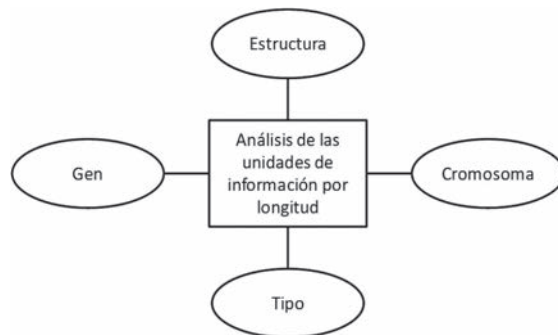 Estructura
Análisis de las
unidades de
información por
longitud
Gen
Cromosoma
Tipo